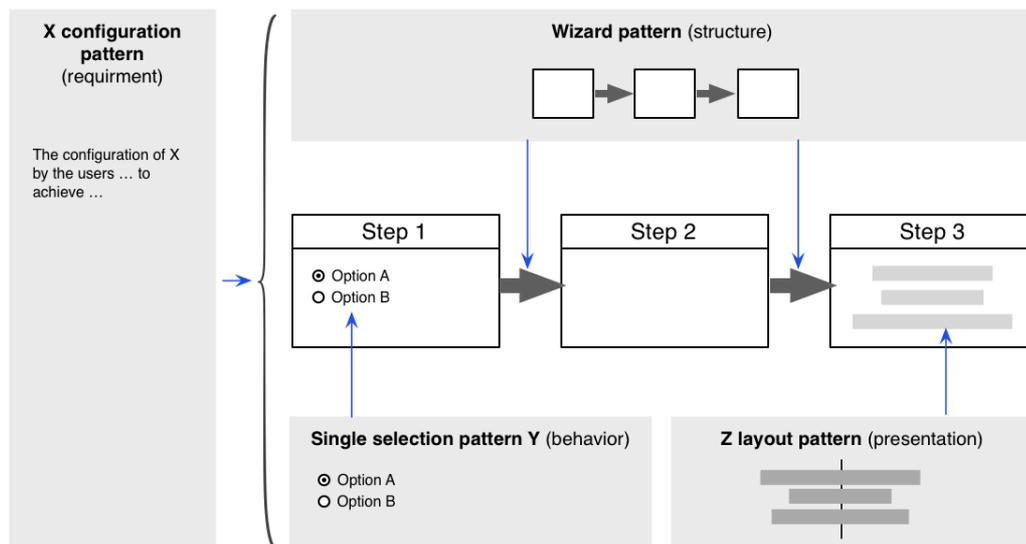 X configuration
pattern
(requirment)
The configuration of X
by the users … to
achieve …
Wizard pattern (structure)
Step 1
Option A
Option B
Step 2
Step 3
Single selection pattern Y (behavior)
Option A
Option B
Z layout pattern (presentation)